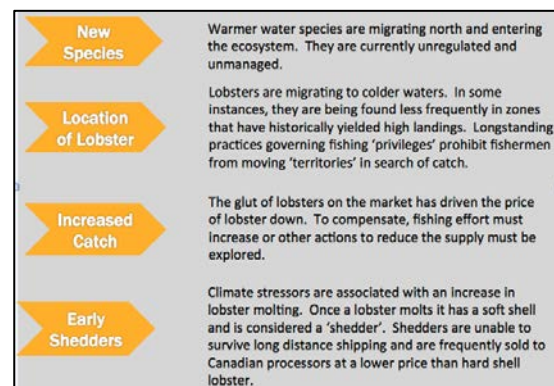 New
Species
Warmer water species are migrating north and entering
the ecosystem. They are currently unregulated and
unmanaged.
Location
of Lobster
Lobsters are migrating to colder waters. In some
instances, they are being found less frequently in zones
that have historically yielded high landings. Longstanding
practices governing fishing 'privileges' prohibit fishermen
from moving 'territories' in search of catch.
Increased
Catch
The glut of lobsters on the market has driven the price
of lobster down. To compensate, fishing effort must
increase or other actions to reduce the supply must be
explored.
Early
Shedders
Climate stressors are associated with an increase in
lobster molting. Once a lobster molts it has a soft shell
and is considered a 'shedder'. Shedders are unable to
survive long distance shipping and are frequently sold to
Canadian processors at a lower price than hard shell
lobster.